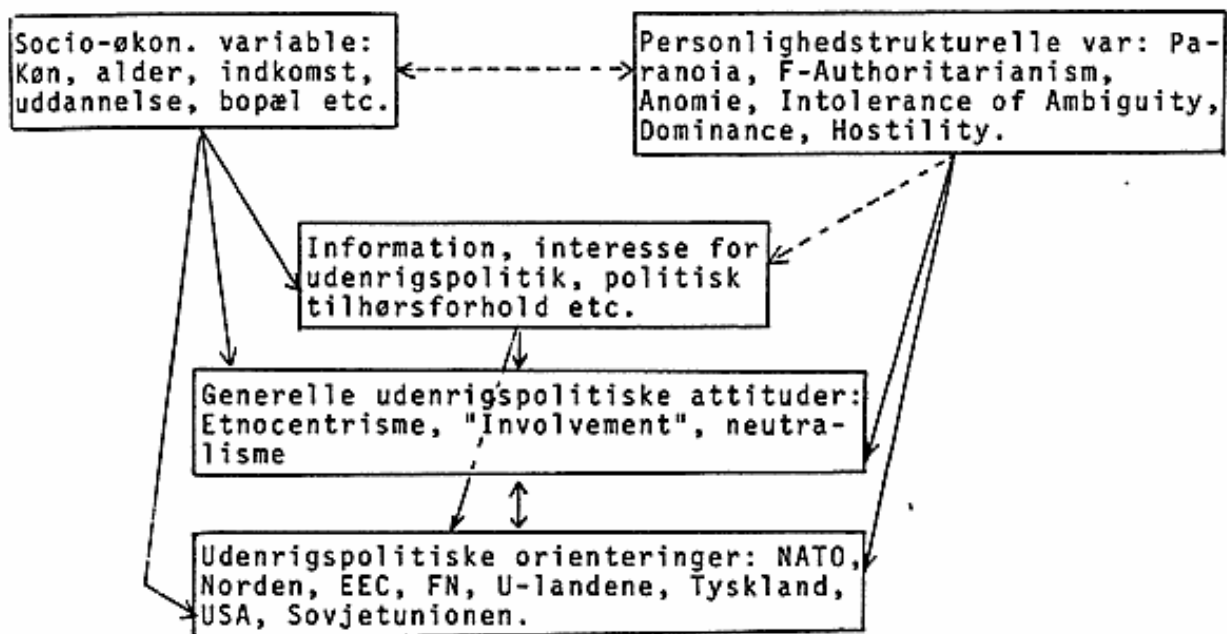 Socio-økon. variable:
Køn, alder, indkomst,
uddannelse, bopæl etc.
Personlighedstrukturelle var: Pa-
ranoia, F-Authoritarianism,
Anomie, Intolerance of Ambiguity,
Dominance, Hostility.
Information, interesse for
udenrigspolitik, politisk
tilhørsforhold etc.
Generelle udenrigspolitiske attituder:
Etnocentrisme, "Involvement", neutra-
lisme
Udenrigspolitiske orienteringer: NATO,
Norden, EEC, FN, U-landene, Tyskland,
USA, Sovjetunionen.